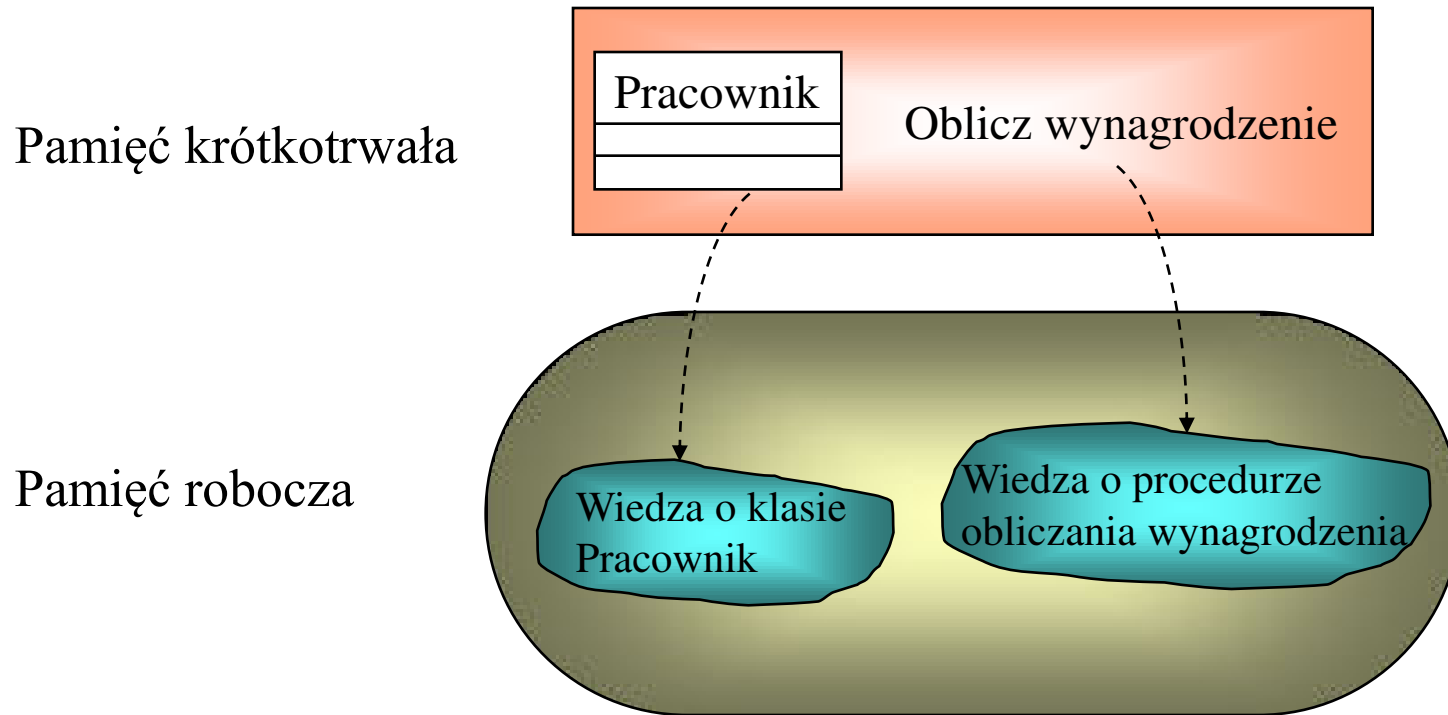 Pamięć krótkotrwała
Pracownik
Oblicz wynagrodzenie
Pamięć robocza
Wiedza o klasie
Pracownik
Wiedza o procedurze
obliczania wynagrodzenia